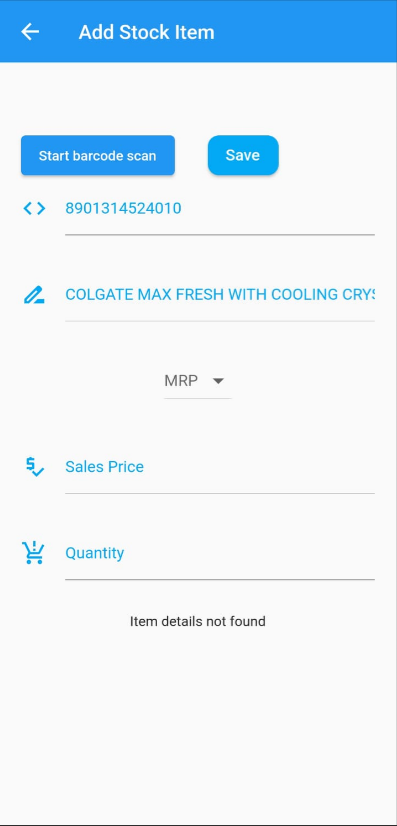 Add Stock Item
Start barcode scan
Save
8901314524010
COLGATE MAX FRESH WITH COOLING CRYS
MRP
Sales Price
Quantity
Item details not found